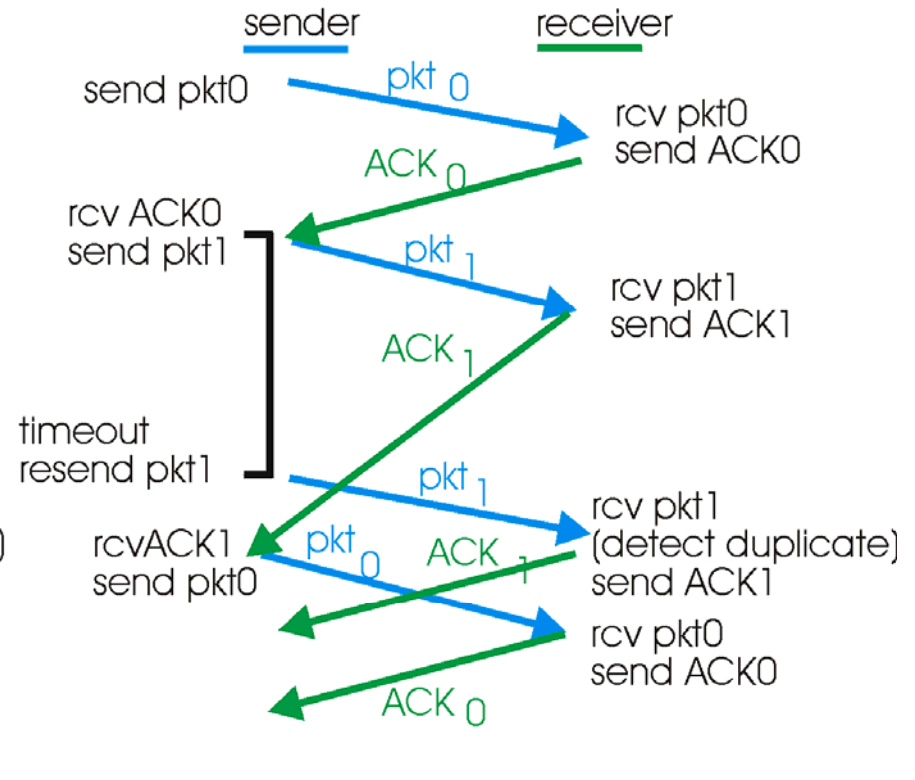 sender
receiver
send pkt0
pkt 0
rcv pkt0
send ACK0
ACK 0
rcv ACK0
send pkt1
pkt 1
rcv pkt1
send ACK1
ACK 1
timeout
resend pkt1
pkt 1
rcv pkt1
(detect duplicate)
send ACK1
)
rcvACK1
send pkt0
pkt 0
ACK 1
rcv pkt0
send ACK0
ACK 0